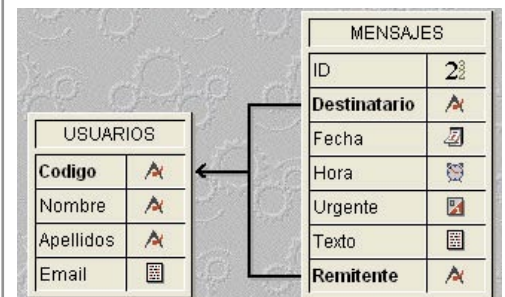 MENSAJES
ID
Destinatario
Fecha
Hora
Urgente
Texto
Remitente
USUARIOS
Codigo
Nombre
Apellidos
Email